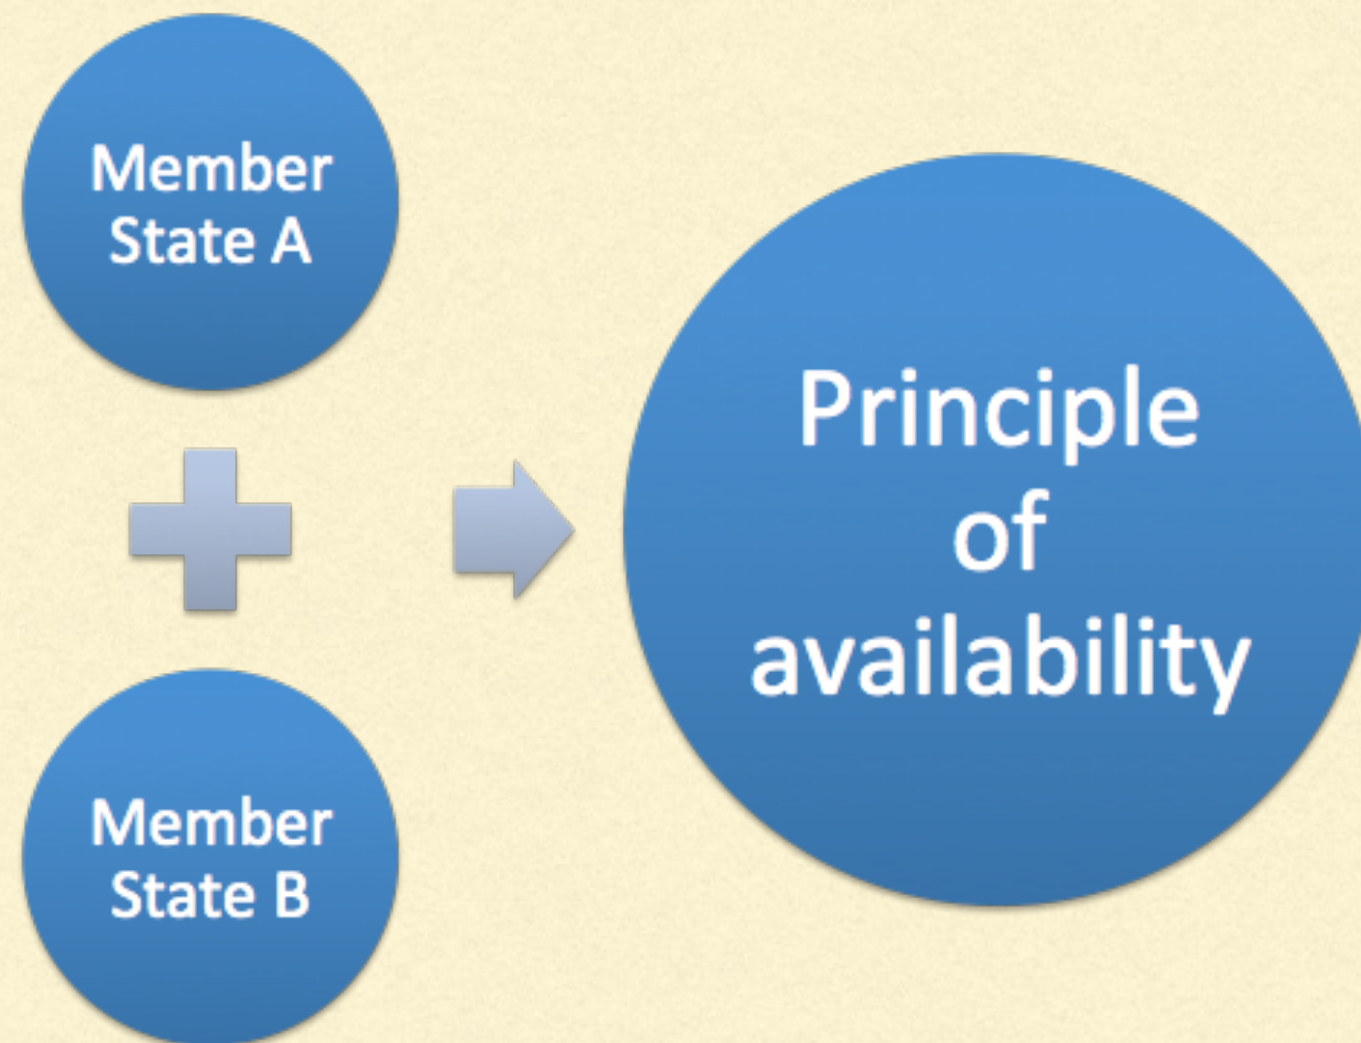 Member
State A
Member
State B
Principle
of
availability